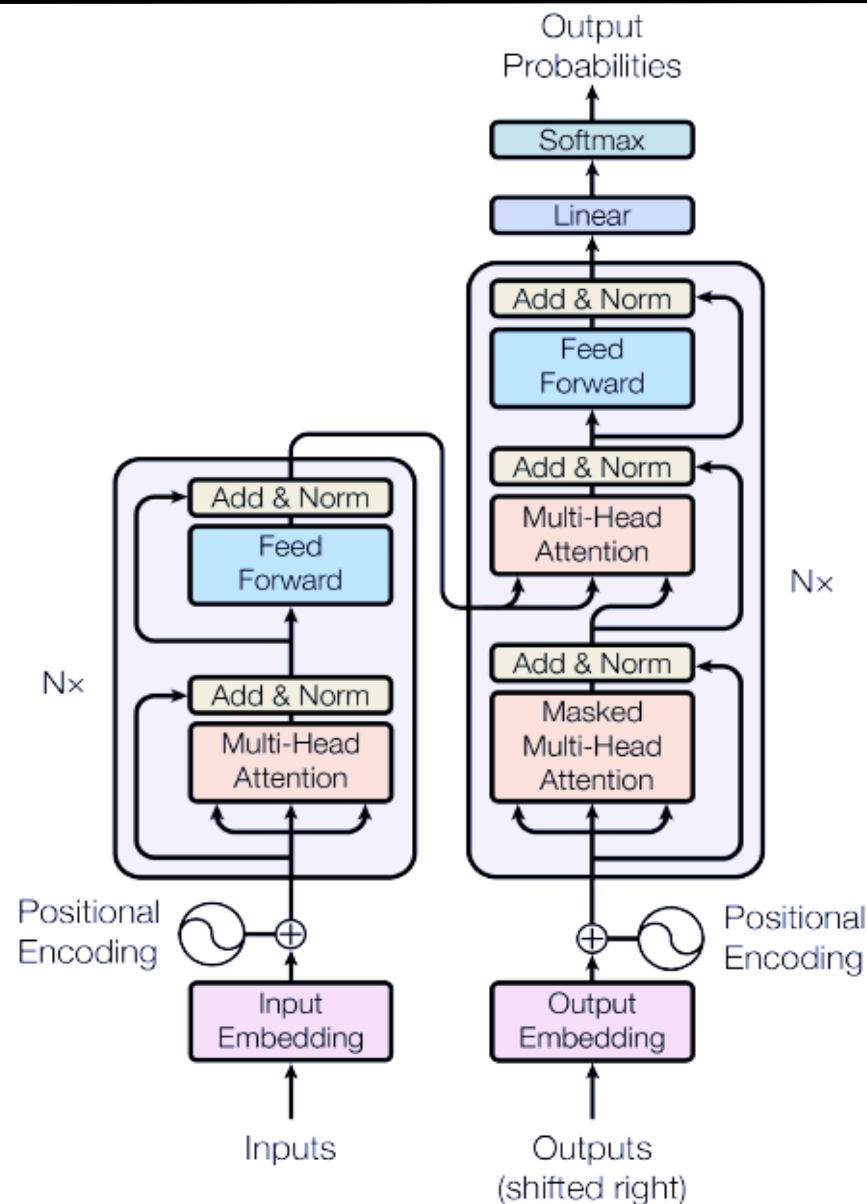 Output
Probabilities
Softmax
Linear
Add & Norm
Feed
Forward
Add & Norm
Multi-Head
Attention
Nx
Add & Norm
Masked
Multi-Head
Attention
Add & Norm
Feed
Forward
Nx
Add & Norm
Multi-Head
Attention
Positional
Encoding
Positional
Encoding
Input
Embedding
Output
Embedding
Inputs
Outputs
(shifted right)